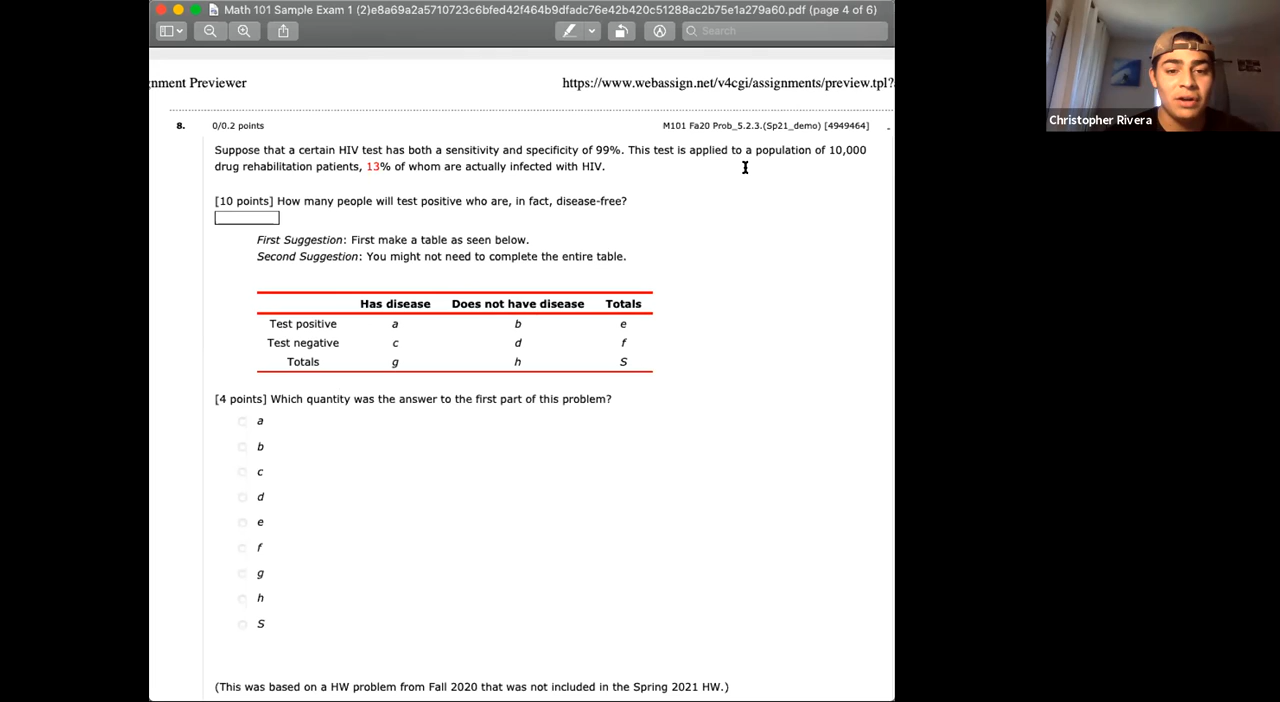 Math 101 Sample Exam 1 (2)e8a69a2a5710723c6bfed42f464b9dfadc76e42b420c51288ac2b75e1a279a60.pdf (page 4 of 6)
Search
gnment Previewer https://www.webassign.net/v4cgi/assignments/preview.tpl?
8. 0/0.2 points M101 Fa20 Prob_5.2.3.(Sp21_demo) [4949464]
Suppose that a certain HIV test has both a sensitivity and specificity of 99%. This test is applied to a population of 10,000
drug rehabilitation patients, 13% of whom are actually infected with HIV.
[10 points] How many people will test positive who are, in fact, disease-free?
First Suggestion: First make a table as seen below.
Second Suggestion: You might not need to complete the entire table.
Has disease Does not have disease Totals
Test positive a b e
Test negative c d f
Totals g h S
[4 points] Which quantity was the answer to the first part of this problem?
a
b
c
d
e
f
g
h
S
(This was based on a HW problem from Fall 2020 that was not included in the Spring 2021 HW.)
Christopher Rivera